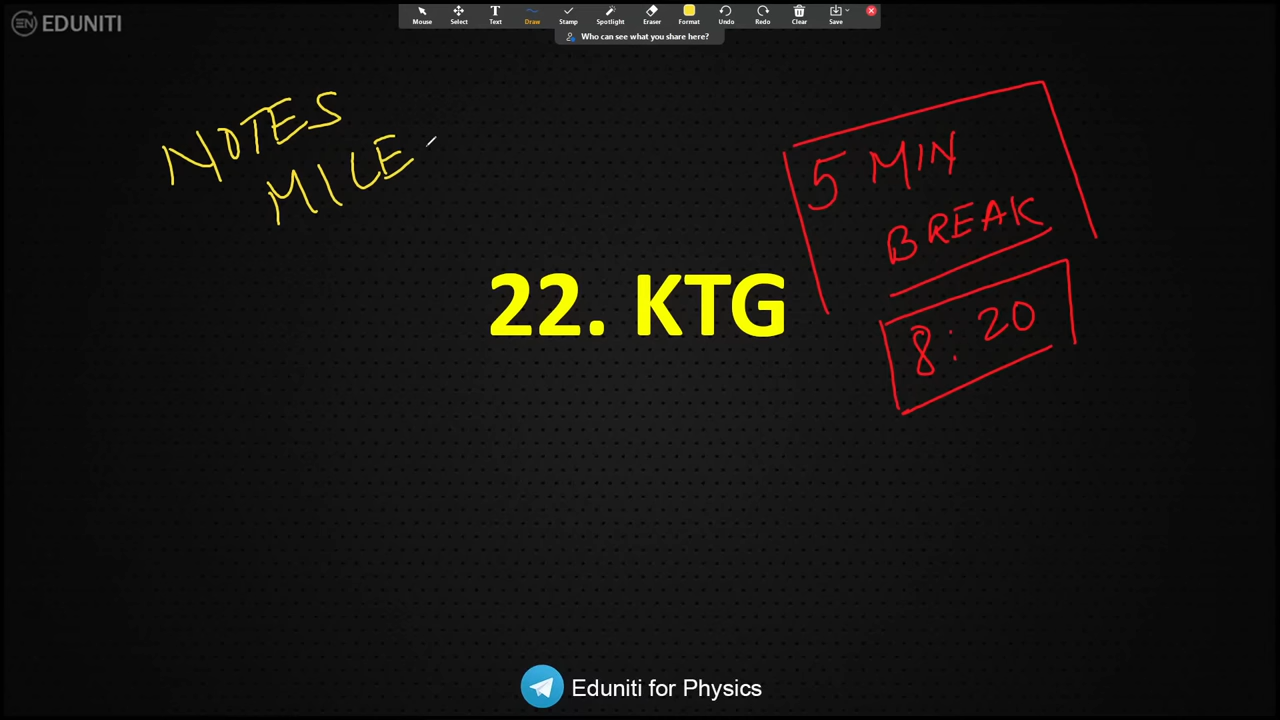 EDUNITI
Mouse Select Text Draw Stamp Spotlight Eraser Format Undo Redo Clear Save
Who can see what you share here?
NOTES
MILE
5 MIN
BREAK
22. KTG
8:20
Eduniti for Physics